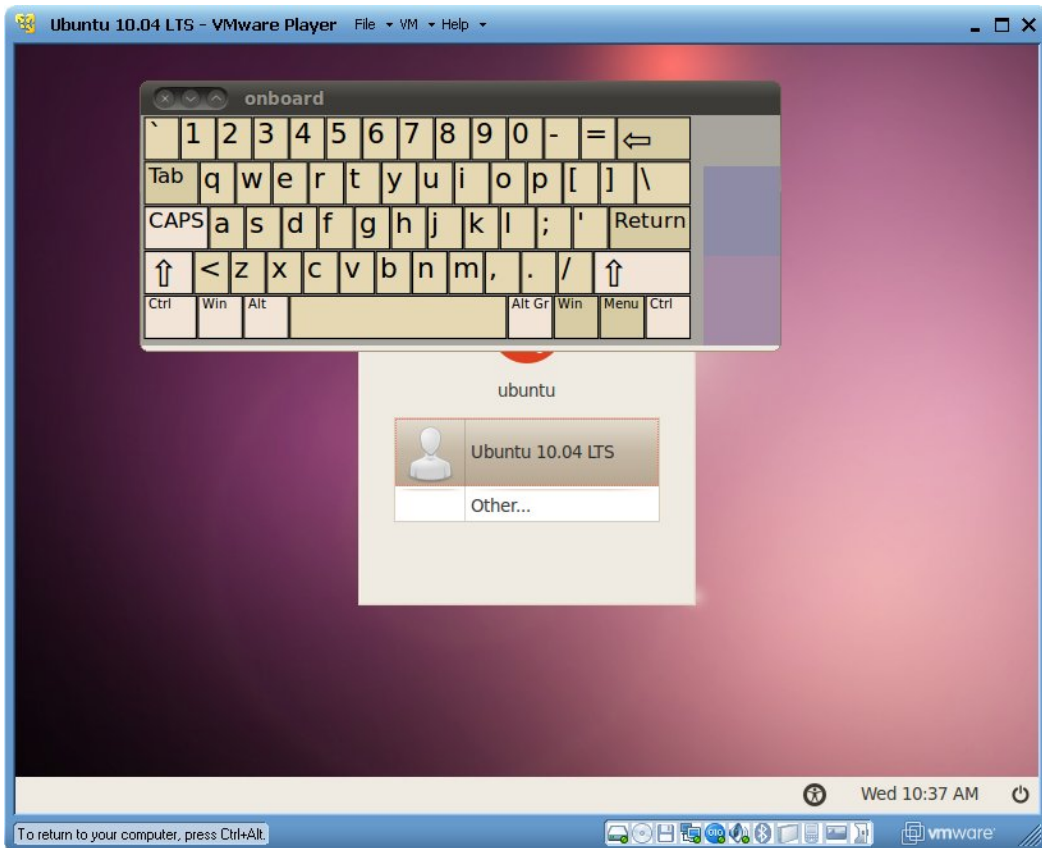 Ubuntu 10.04 LTS - VMware Player File VM Help
onboard
` 1 2 3 4 5 6 7 8 9 0 - =
Tab q w e r t y u i o p [ ] \
CAPS a s d f g h j k l ; ' Return
< z x c v b n m , . /
Ctrl Win Alt Alt Gr Win Menu Ctrl
ubuntu
Ubuntu 10.04 LTS
Other...
Wed 10:37 AM
To return to your computer, press Ctrl+Alt.
vmware